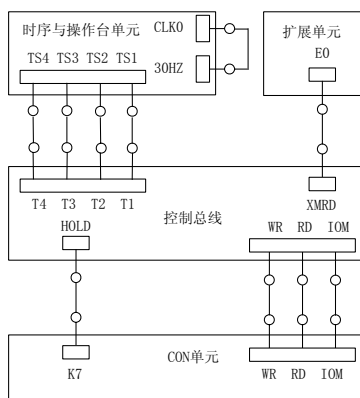 时序与操作台单元
CLK0
扩展单元
TS4 TS3 TS2 TS1
30HZ
E0
T4 T3 T2 T1
XMRD
HOLD
控制总线
WR RD IOM
K7
CON单元
WR RD IOM